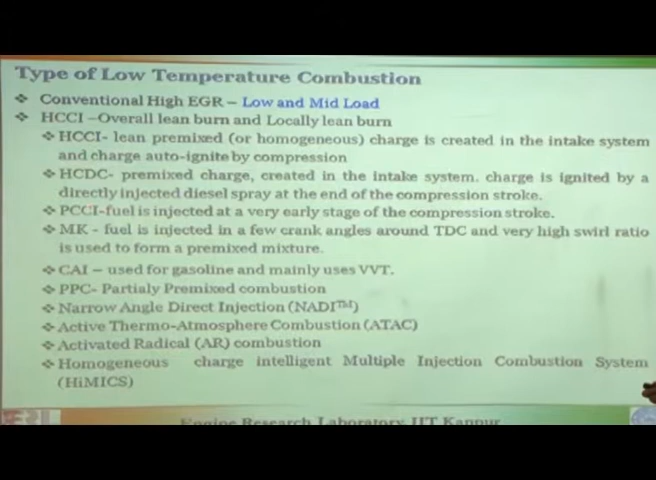 Type of Low Temperature Combustion
❖ Conventional High EGR – Low and Mid Load
❖ HCCI –Overall lean burn and Locally lean burn
❖ HCCI- lean premixed (or homogeneous) charge is created in the intake system
and charge auto-ignite by compression
❖ HCDC- premixed charge, created in the intake system. charge is ignited by a
directly injected diesel spray at the end of the compression stroke.
❖ PCCI-fuel is injected at a very early stage of the compression stroke.
❖ MK - fuel is injected in a few crank angles around TDC and very high swirl ratio
is used to form a premixed mixture.
❖ CAI – used for gasoline and mainly uses VVT.
❖ PPC- Partialy Premixed combustion
❖ Narrow Angle Direct Injection (NADI™)
❖ Active Thermo-Atmosphere Combustion (ATAC)
❖ Activated Radical (AR) combustion
❖ Homogeneous charge intelligent Multiple Injection Combustion System
(HiMICS)
Engine Research Laboratory, IIT Kanpur